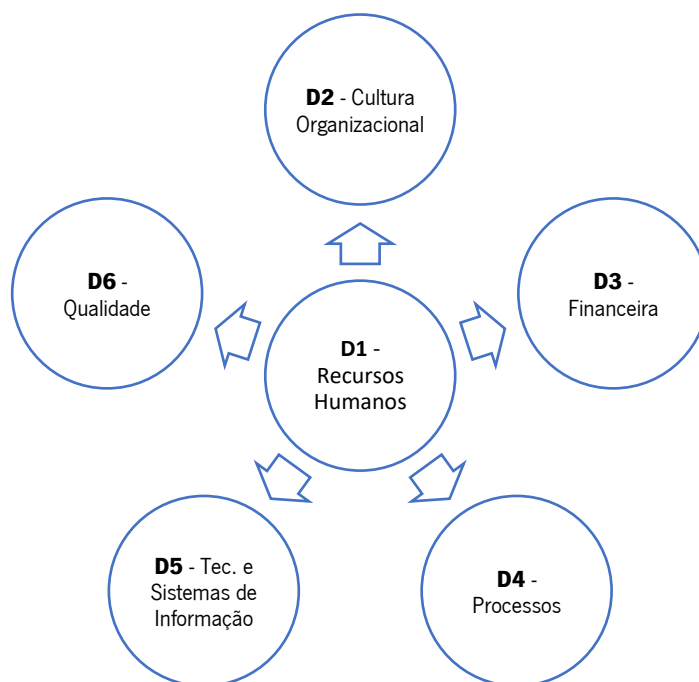 D2 - Cultura
Organizacional
D6 -
Qualidade
D3 -
Financeira
D1 -
Recursos
Humanos
D5 - Tec. e
Sistemas de
Informação
D4 -
Processos